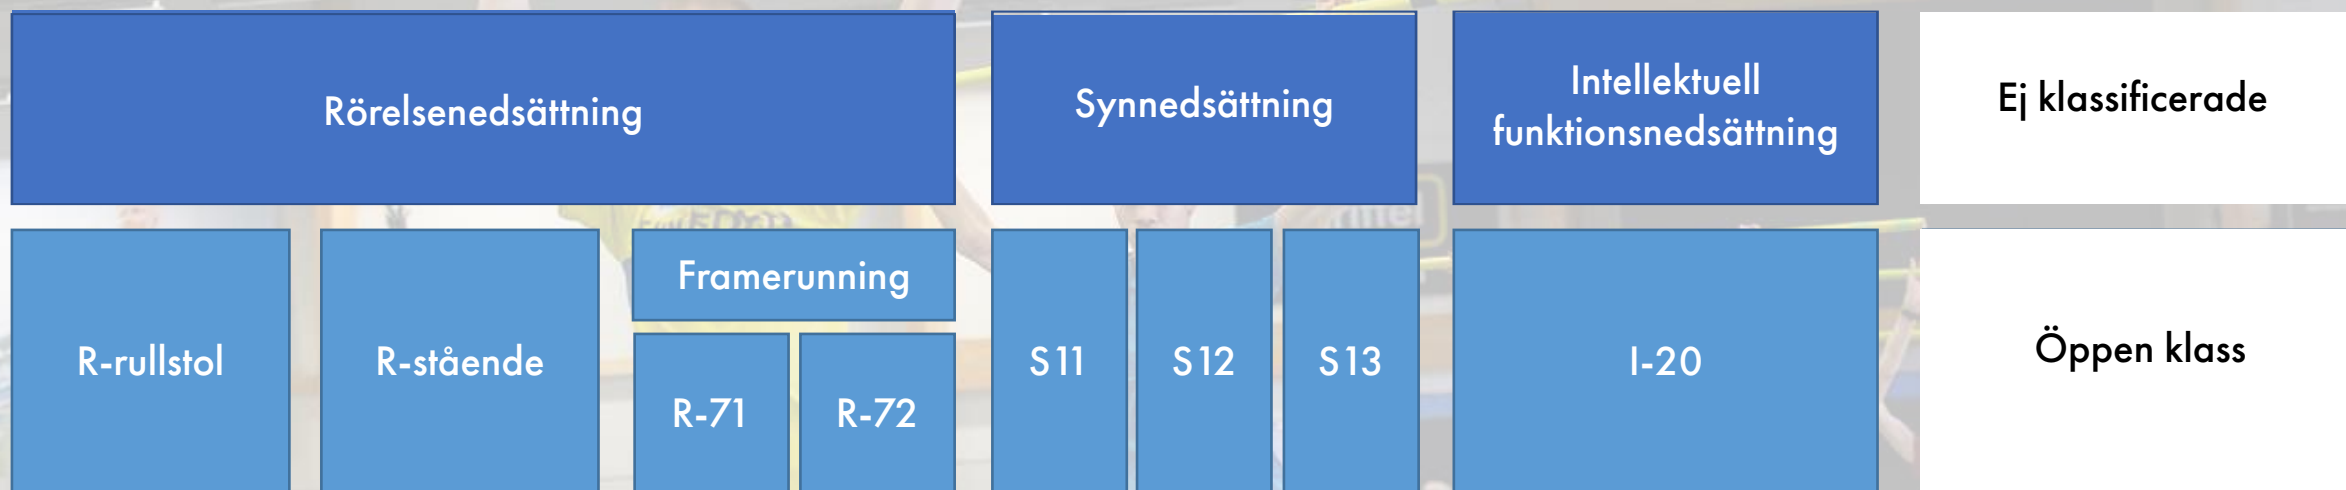 Rörelsenedsättning
Synnedsättning
Intellektuell
funktionsnedsättning
Ej klassificerade
R-rullstol
R-stående
Framerunning
R-71
R-72
S11
S12
S13
I-20
Öppen klass